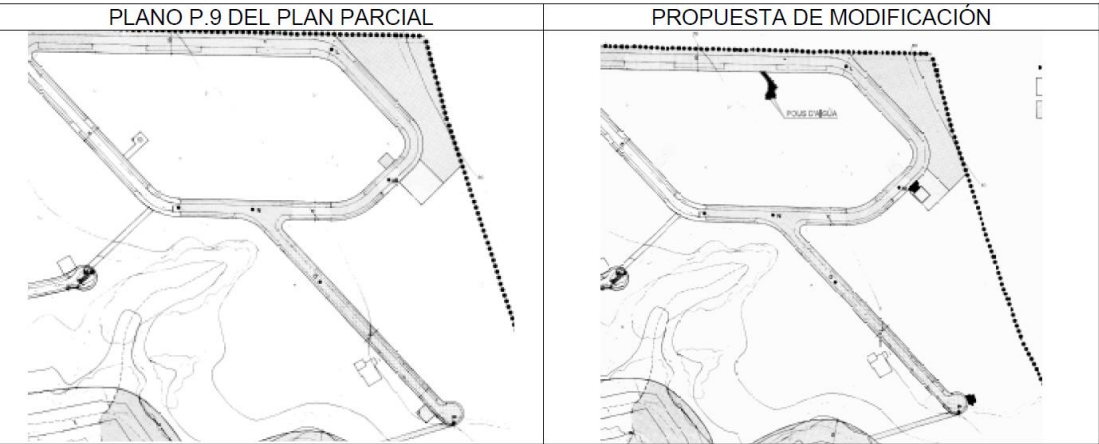 PLANO P.9 DEL PLAN PARCIAL
PROPUESTA DE MODIFICACIÓN
POUS D'AIGUA